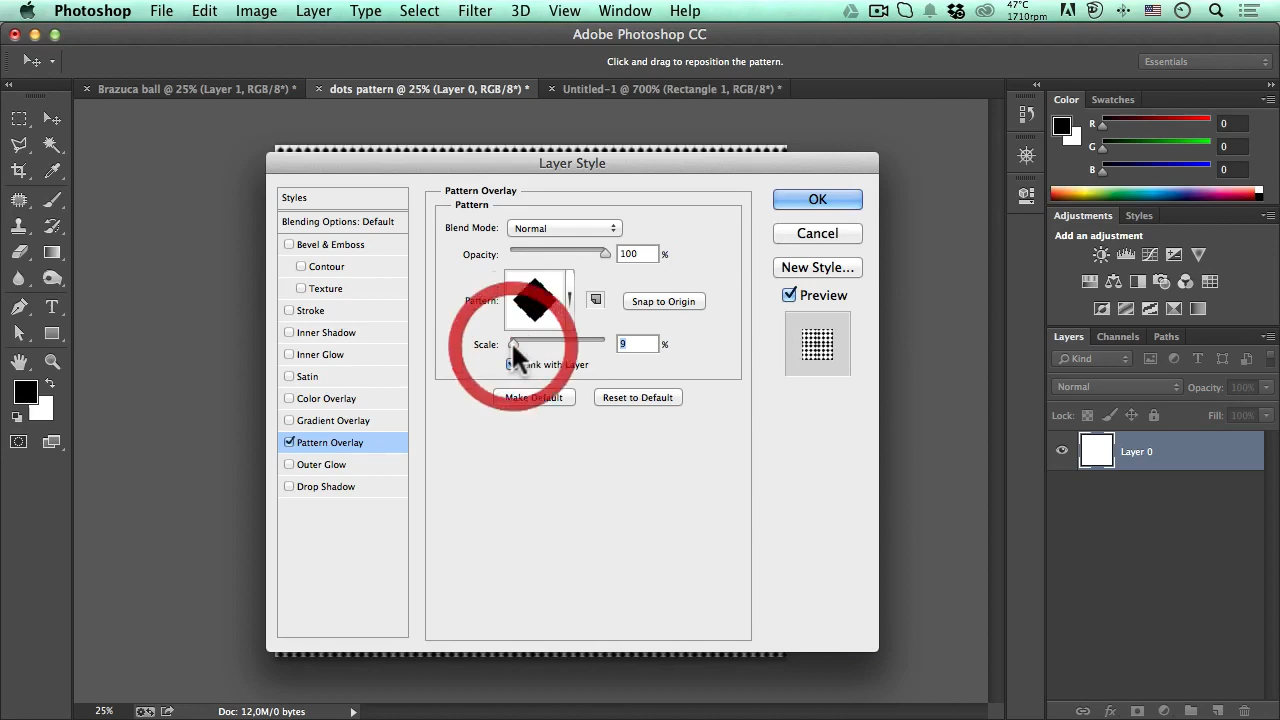 Photoshop File Edit Image Layer Type Select Filter 3D View Window Help 47°C 1710rpm
Adobe Photoshop CC
Click and drag to reposition the pattern. Essentials
Brazuca ball @ 25% (Layer 1, RGB/8*) * dots pattern @ 25% (Layer 0, RGB/8*) * Untitled-1 @ 700% (Rectangle 1, RGB/8*) *
Color Swatches
R 0
G 0
B 0
Layer Style
Styles
Blending Options: Default
Bevel & Emboss
Contour
Texture
Stroke
Inner Shadow
Inner Glow
Satin
Color Overlay
Gradient Overlay
Pattern Overlay
Outer Glow
Drop Shadow
Pattern Overlay
Pattern
Blend Mode: Normal
Opacity: 100 %
Pattern: Snap to Origin
Scale: 9 %
Link with Layer
Make Default Reset to Default
OK
Cancel
New Style...
Preview
Adjustments Styles
Add an adjustment
Layers Channels Paths
Kind
Normal Opacity: 100%
Lock: Fill: 100%
Layer 0
25% Doc: 12,0M/0 bytes